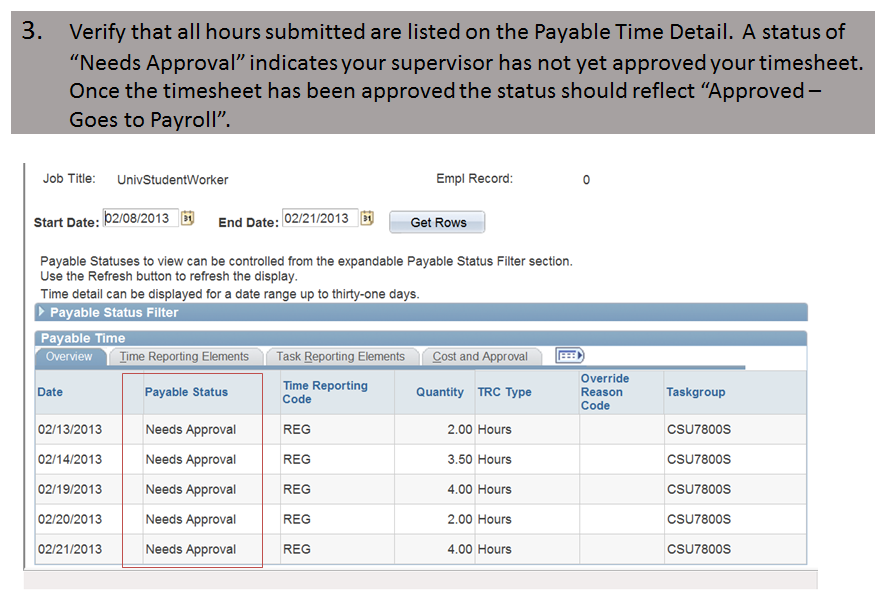 3. Verify that all hours submitted are listed on the Payable Time Detail. A status of
“Needs Approval” indicates your supervisor has not yet approved your timesheet.
Once the timesheet has been approved the status should reflect “Approved –
Goes to Payroll”.
Job Title: UnivStudentWorker Empl Record: 0
Start Date: 02/08/2013 31 End Date: 02/21/2013 31 Get Rows
Payable Statuses to view can be controlled from the expandable Payable Status Filter section.
Use the Refresh button to refresh the display.
Time detail can be displayed for a date range up to thirty-one days.
Payable Status Filter
Payable Time
Overview Time Reporting Elements Task Reporting Elements Cost and Approval
Date Payable Status Time Reporting Code Quantity TRC Type Override Reason Code Taskgroup
02/13/2013 Needs Approval REG 2.00 Hours CSU7800S
02/14/2013 Needs Approval REG 3.50 Hours CSU7800S
02/19/2013 Needs Approval REG 4.00 Hours CSU7800S
02/20/2013 Needs Approval REG 2.00 Hours CSU7800S
02/21/2013 Needs Approval REG 4.00 Hours CSU7800S